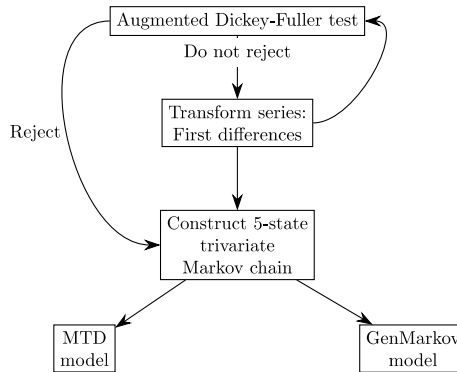 Augmented Dickey-Fuller test
Do not reject
Transform series:
First differences
Reject
Construct 5-state
trivariate
Markov chain
MTD
model
GenMarkov
model